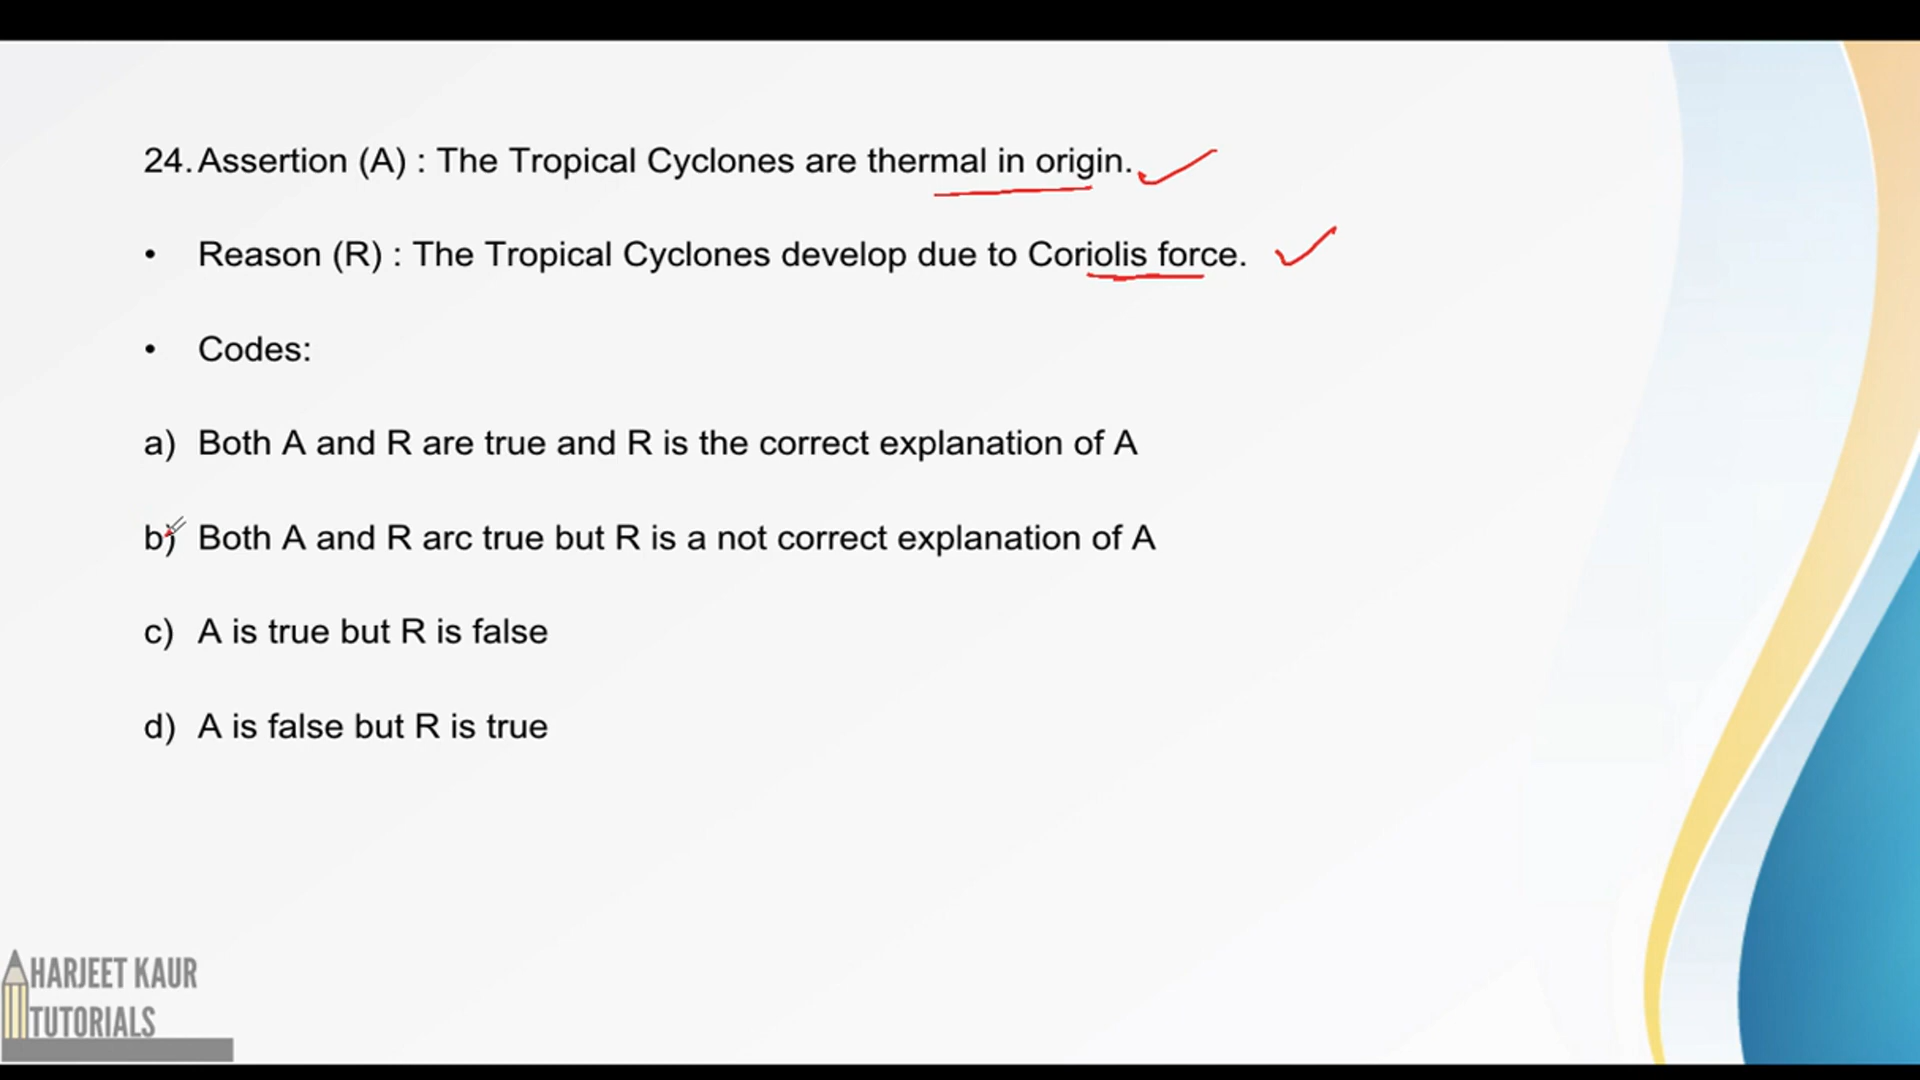 24. Assertion (A) : The Tropical Cyclones are thermal in origin.
• Reason (R) : The Tropical Cyclones develop due to Coriolis force.
• Codes:
a) Both A and R are true and R is the correct explanation of A
b) Both A and R arc true but R is a not correct explanation of A
c) A is true but R is false
d) A is false but R is true
HARJEET KAUR
TUTORIALS